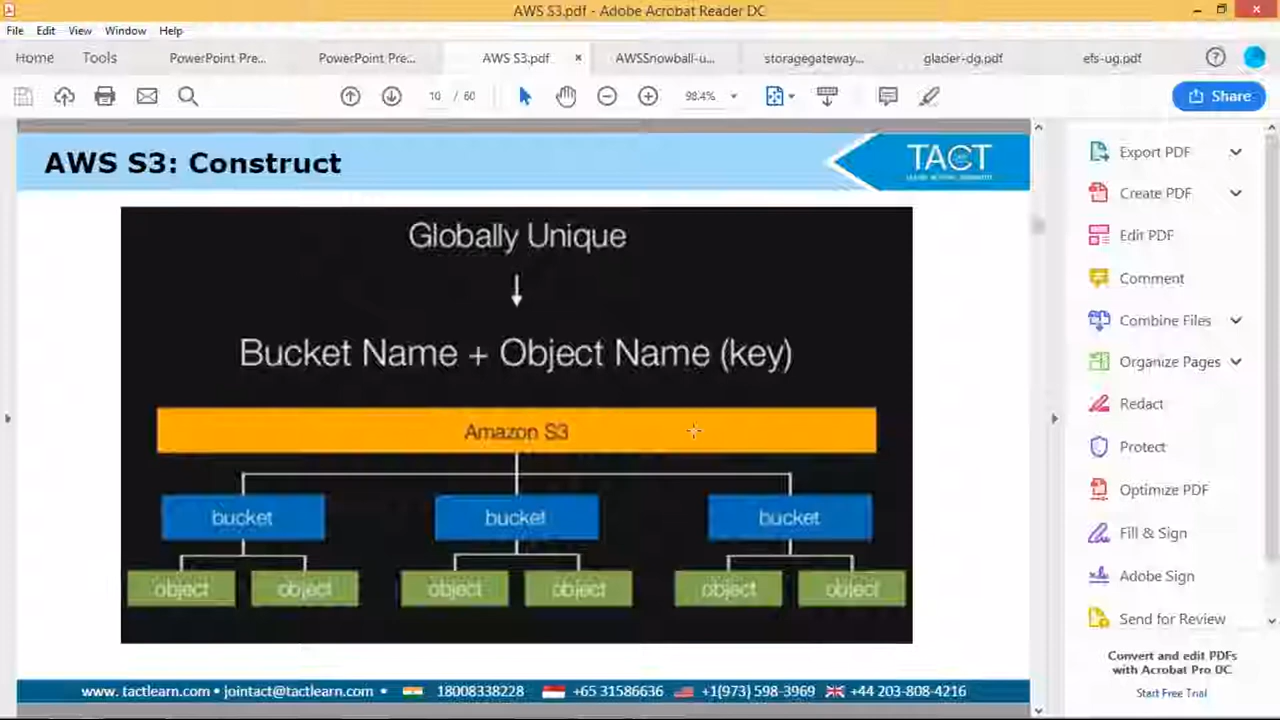 AWS S3.pdf - Adobe Acrobat Reader DC
File Edit View Window Help
Home Tools PowerPoint Pre... PowerPoint Pre... AWS S3.pdf × AWSSnowball-u... storagegateway... glacier-dg.pdf efs-ug.pdf
10 / 60 98.4% Share
AWS S3: Construct
TACT
Globally Unique
Bucket Name + Object Name (key)
Amazon S3
bucket bucket bucket
object object object object object object
www. tactlearn.com • jointact@tactlearn.com • 18008338228 +65 31586636 +1(973) 598-3969 +44 203-808-4216
Export PDF
Create PDF
Edit PDF
Comment
Combine Files
Organize Pages
Redact
Protect
Optimize PDF
Fill & Sign
Adobe Sign
Send for Review
Convert and edit PDFs
with Acrobat Pro DC
Start Free Trial